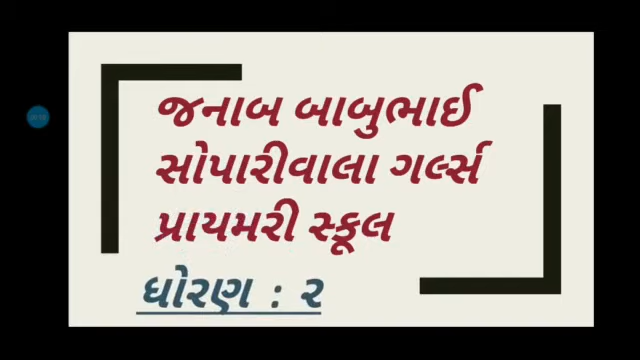 જનાબ બાબુભાઈ
સોપારીવાલા ગર્લ્સ
પ્રાયમરી સ્કૂલ
ધોરણ : ૨